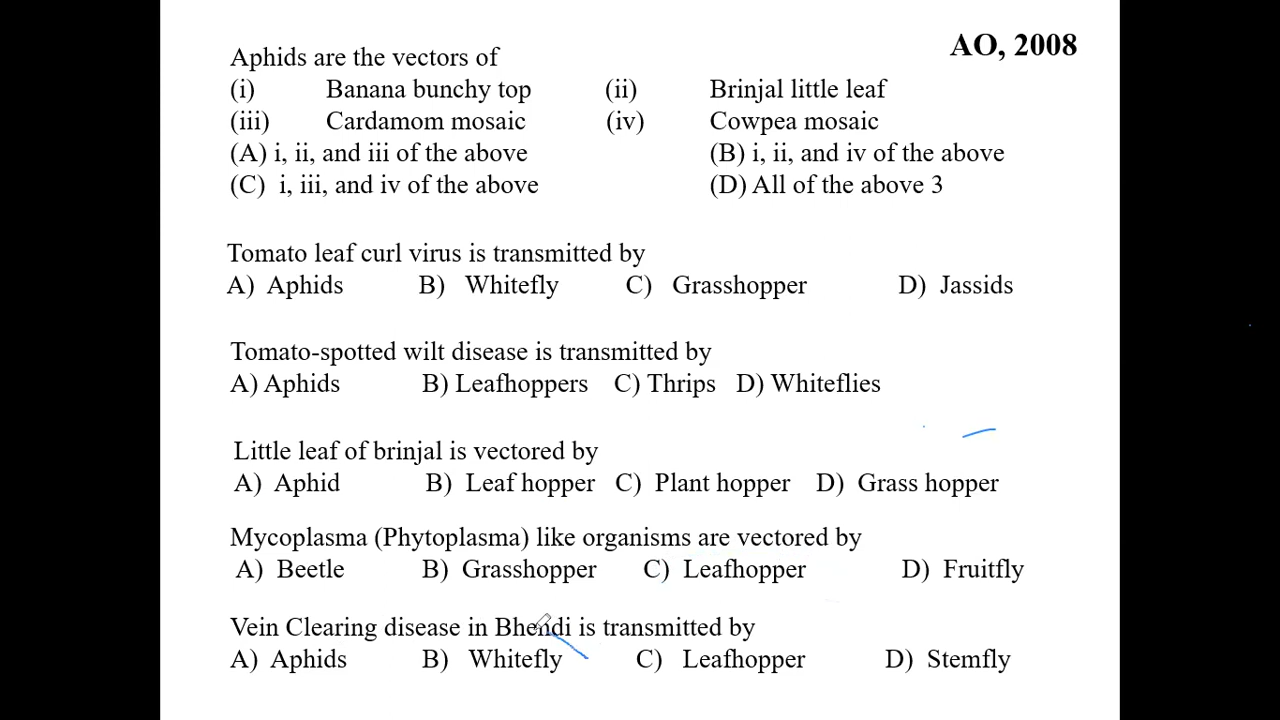 AO, 2008
Aphids are the vectors of
(i) Banana bunchy top (ii) Brinjal little leaf
(iii) Cardamom mosaic (iv) Cowpea mosaic
(A) i, ii, and iii of the above (B) i, ii, and iv of the above
(C) i, iii, and iv of the above (D) All of the above 3
Tomato leaf curl virus is transmitted by
A) Aphids B) Whitefly C) Grasshopper D) Jassids
Tomato-spotted wilt disease is transmitted by
A) Aphids B) Leafhoppers C) Thrips D) Whiteflies
Little leaf of brinjal is vectored by
A) Aphid B) Leaf hopper C) Plant hopper D) Grass hopper
Mycoplasma (Phytoplasma) like organisms are vectored by
A) Beetle B) Grasshopper C) Leafhopper D) Fruitfly
Vein Clearing disease in Bhendi is transmitted by
A) Aphids B) Whitefly C) Leafhopper D) Stemfly